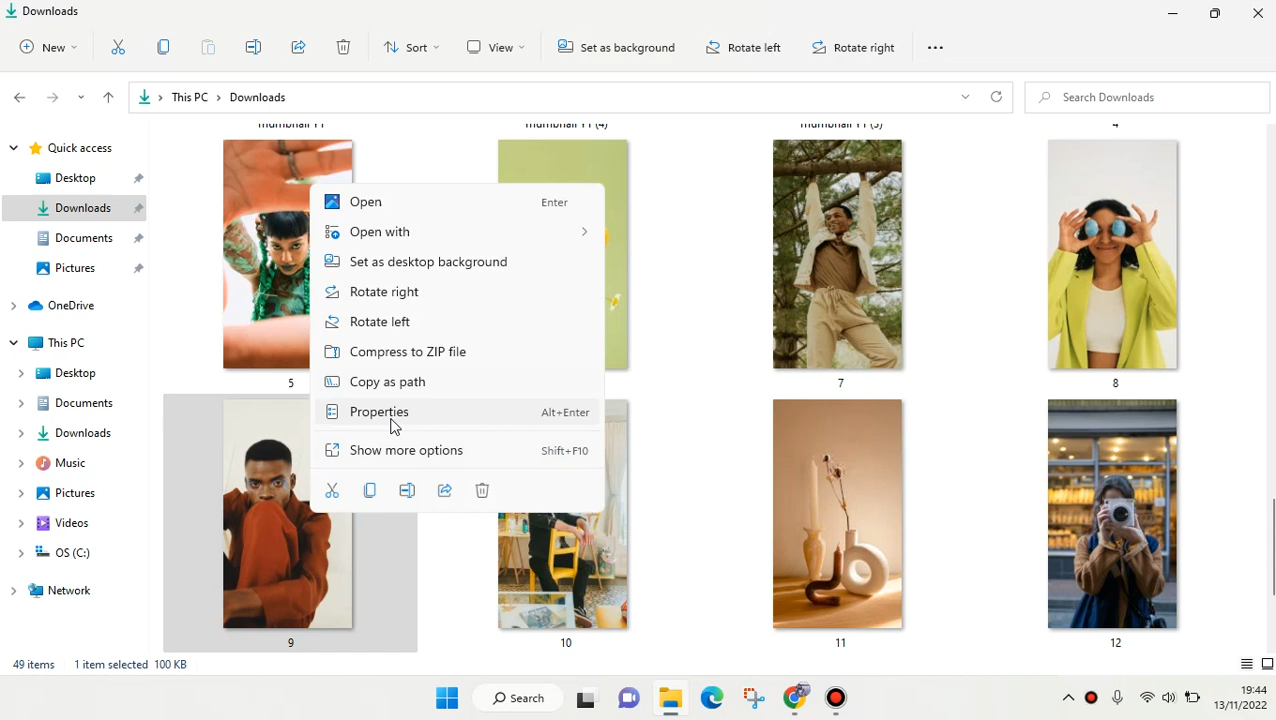 Downloads
New
Sort
View
Set as background
Rotate left
Rotate right
This PC > Downloads
Search Downloads
Quick access
Desktop
Downloads
Documents
Pictures
OneDrive
This PC
Desktop
Documents
Downloads
Music
Pictures
Videos
OS (C:)
Network
4
Open Enter
Open with
Set as desktop background
Rotate right
Rotate left
Compress to ZIP file
Copy as path
Properties Alt+Enter
Show more options Shift+F10
5
7
8
9
10
11
12
49 items 1 item selected 100 KB
Search
19:44
13/11/2022